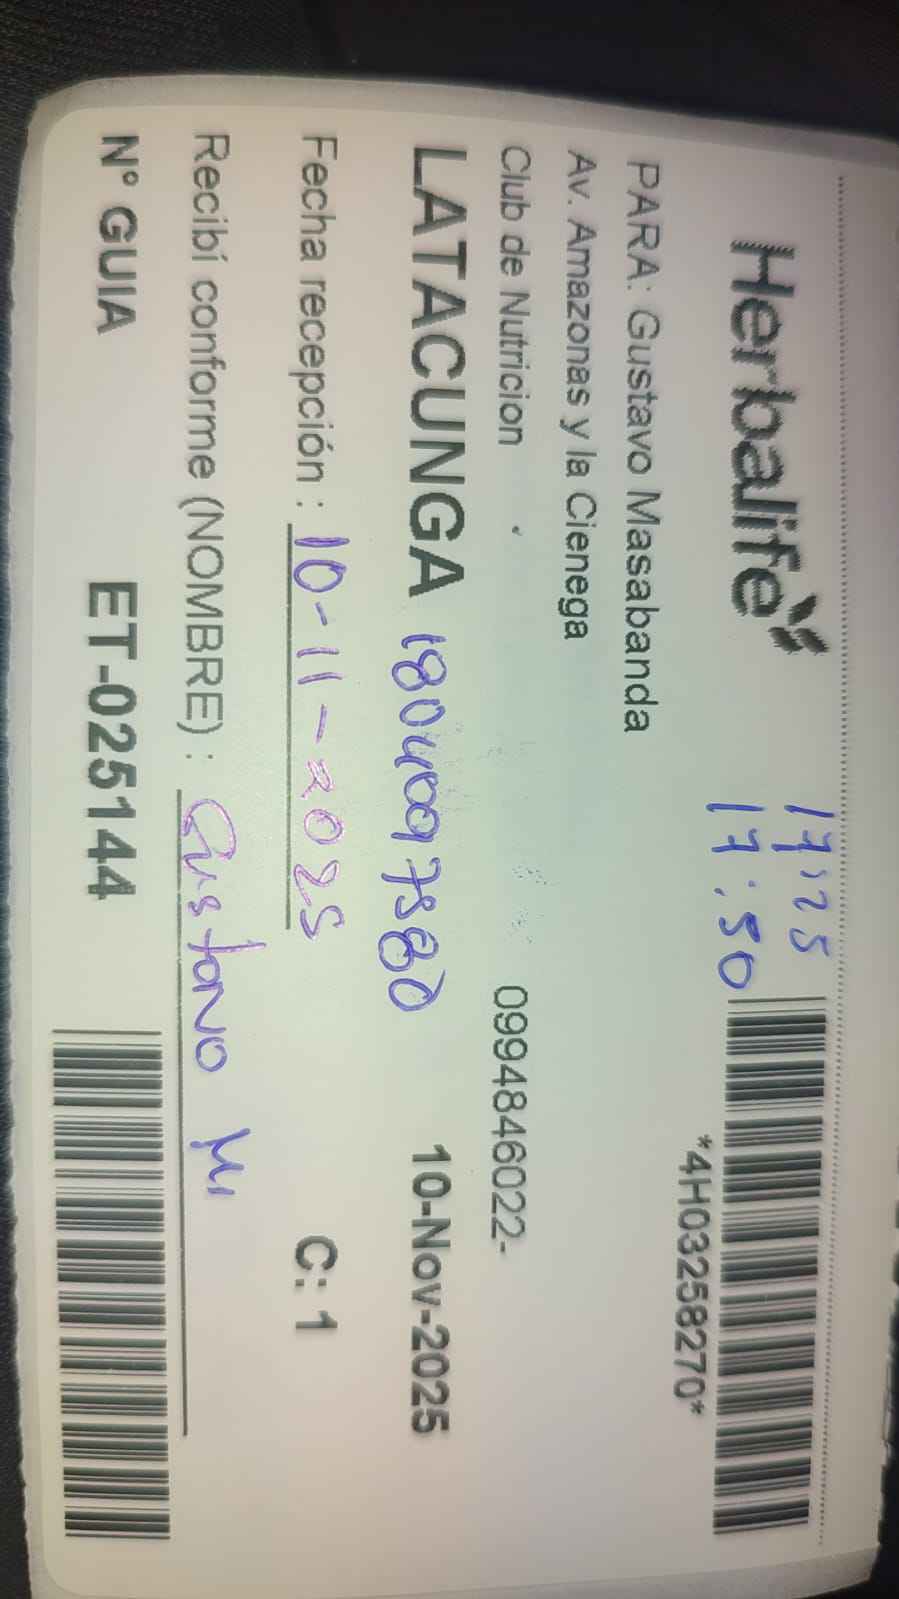 Herbalife
17:25
17:50
*4H03258270*
PARA: Gustavo Masabanda
Av. Amazonas y la Cienega
Club de Nutricion 0994846022-
LATACUNGA 1804097580 10-Nov-2025
Fecha recepción : 10-11-2025 C: 1
Recibí conforme (NOMBRE) : Gustavo M
N° GUIA ET-025144